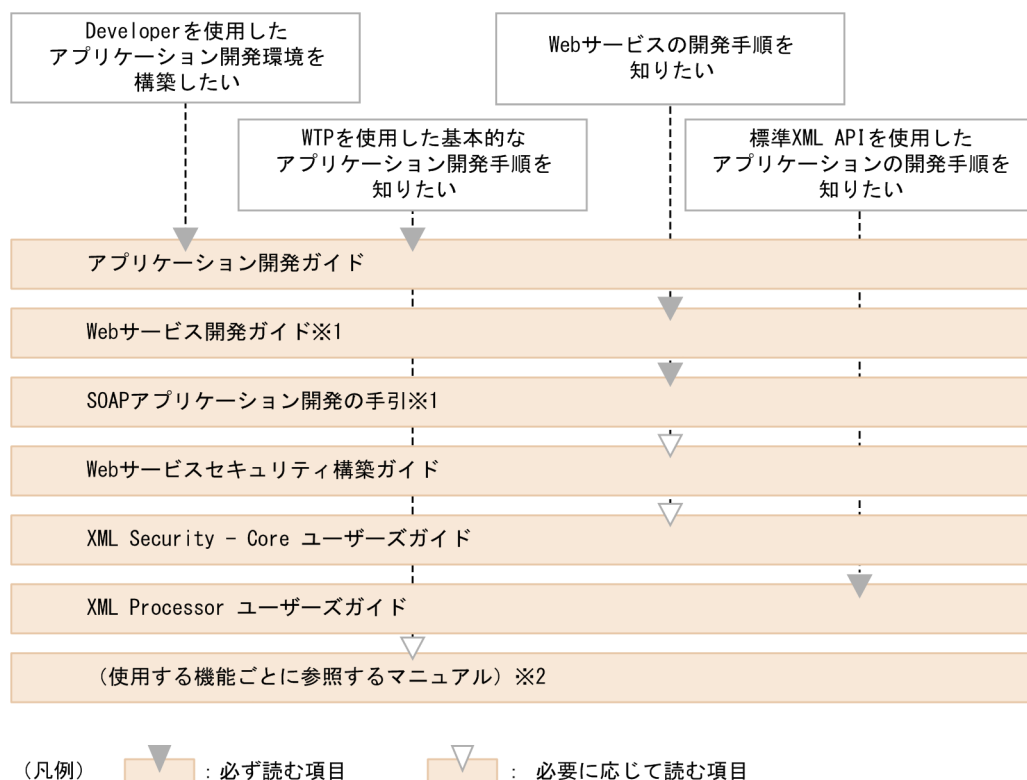 Developerを使用した
アプリケーション開発環境を
構築したい
Webサービスの開発手順を
知りたい
WTPを使用した基本的な
アプリケーション開発手順を
知りたい
標準XML APIを使用した
アプリケーションの開発手順を
知りたい
アプリケーション開発ガイド
Webサービス開発ガイド※1
SOAPアプリケーション開発の手引※1
Webサービスセキュリティ構築ガイド
XML Security － Core ユーザーズガイド
XML Processor ユーザーズガイド
（使用する機能ごとに参照するマニュアル）※2
（凡例） ：必ず読む項目 ： 必要に応じて読む項目